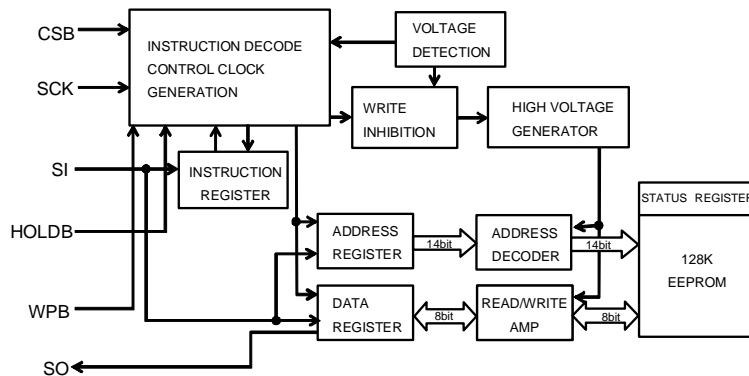 CSB
SCK
SI
HOLDB
WPB
SO
INSTRUCTION DECODE
CONTROL CLOCK
GENERATION
VOLTAGE
DETECTION
WRITE
INHIBITION
HIGH VOLTAGE
GENERATOR
INSTRUCTION
REGISTER
ADDRESS
REGISTER
14bit
ADDRESS
DECODER
14bit
DATA
REGISTER
8bit
READ/WRITE
AMP
8bit
STATUS REGISTER
128K
EEPROM